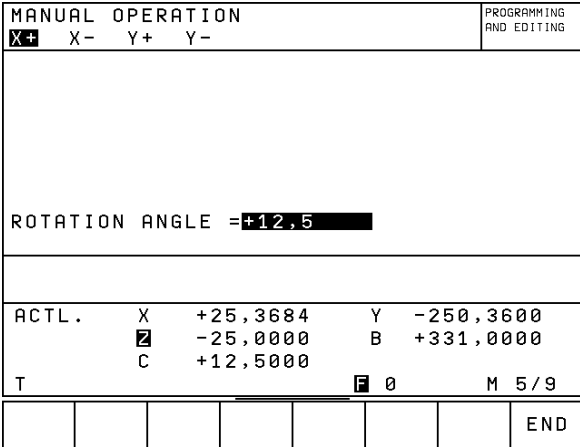 MANUAL OPERATION
PROGRAMMING
AND EDITING
X+ X- Y+ Y-
ROTATION ANGLE =+12,5
ACTL. X +25,3684 Y -250,3600
Z -25,0000 B +331,0000
C +12,5000
T F 0 M 5/9
END